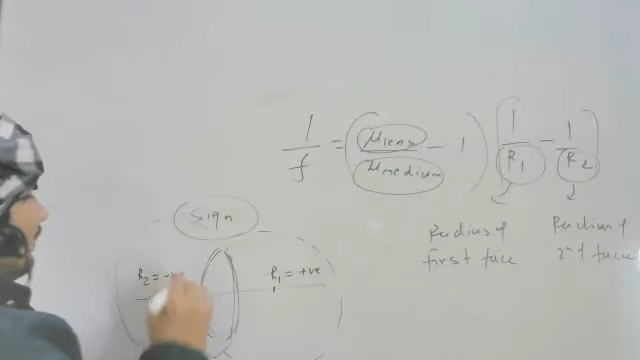 1/f = (μlens/μmedium - 1) (1/R1 - 1/R2)
Sign
Radius of first face
Radius of 2nd face
R2 = -v
R1 = +ve